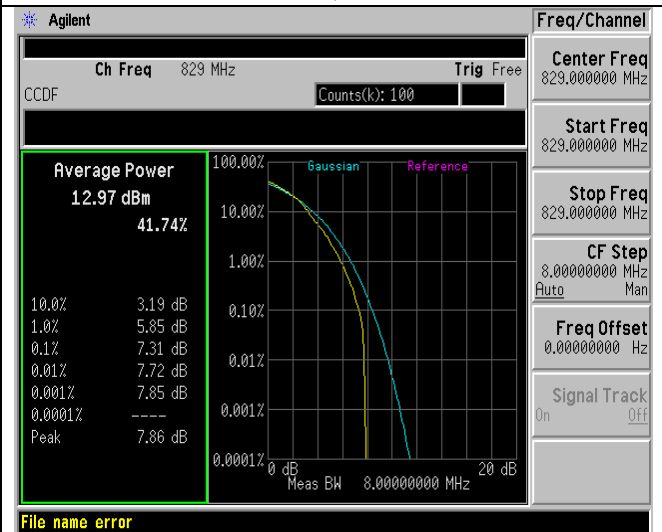 Agilent
Ch Freq 829 MHz Trig Free
CCDF Counts(k): 100
Average Power
12.97 dBm
41.74%
10.0% 3.19 dB
1.0% 5.85 dB
0.1% 7.31 dB
0.01% 7.72 dB
0.001% 7.85 dB
0.0001% ----
Peak 7.86 dB
Gaussian Reference
100.00%
10.00%
1.00%
0.10%
0.01%
0.001%
0.0001%
0 dB 20 dB
Meas BW 8.00000000 MHz
Freq/Channel
Center Freq
829.000000 MHz
Start Freq
829.000000 MHz
Stop Freq
829.000000 MHz
CF Step
8.00000000 MHz
Auto Man
Freq Offset
0.00000000 Hz
Signal Track
On Off
File name error